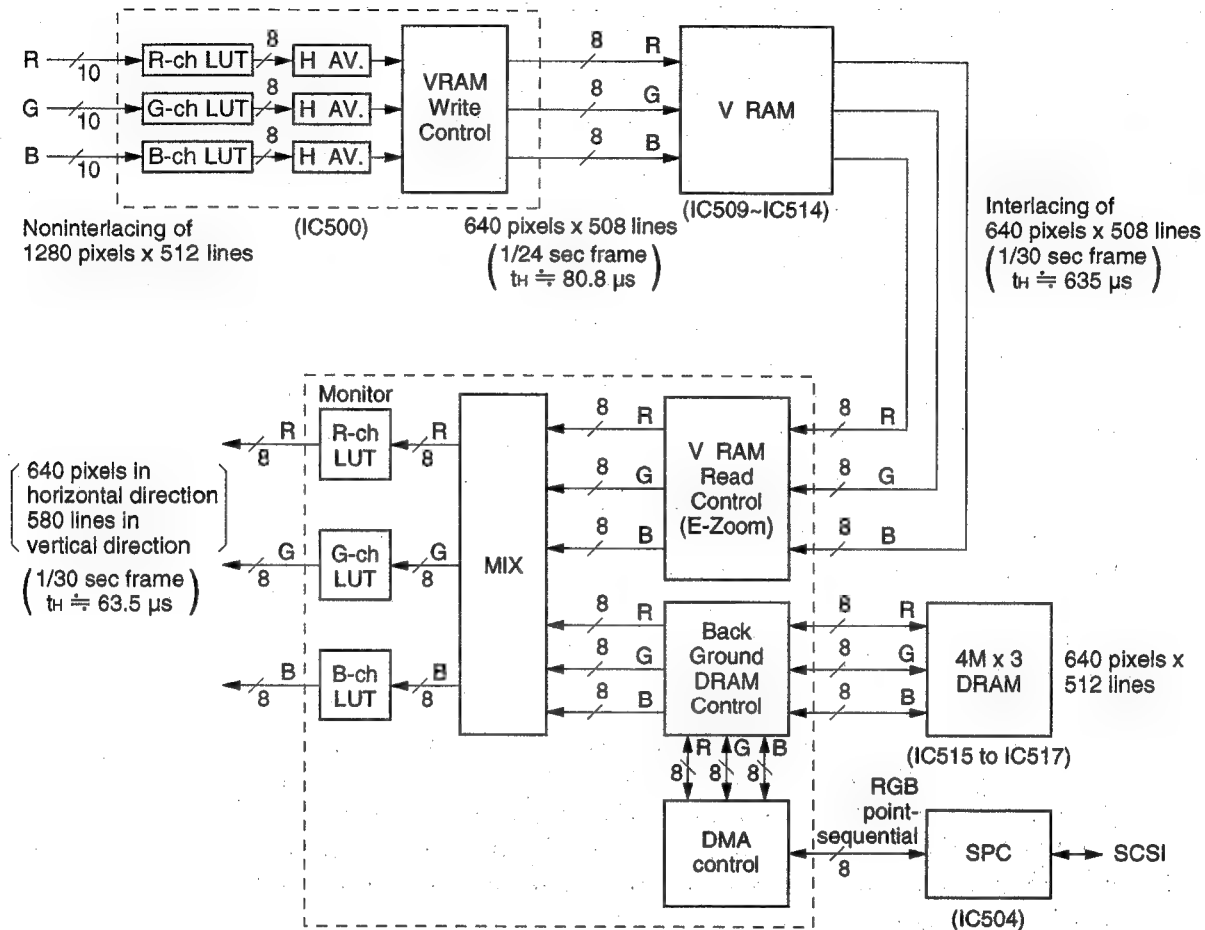 R
10
R-ch LUT
8
H AV.
G
10
G-ch LUT
8
H AV.
B
10
B-ch LUT
8
H AV.
VRAM
Write
Control
8
R
8
G
8
B
V RAM
(IC500)
(IC509~IC514)
Noninterlacing of
1280 pixels x 512 lines
640 pixels x 508 lines
(1/24 sec frame
tH ≒ 80.8 µs)
Interlacing of
640 pixels x 508 lines
(1/30 sec frame
tH ≒ 635 µs)
Monitor
R
8
R-ch
LUT
R
8
G
8
G-ch
LUT
G
8
B
8
B-ch
LUT
B
8
640 pixels in
horizontal direction
580 lines in
vertical direction
(1/30 sec frame
tH ≒ 63.5 µs)
MIX
8
R
8
G
8
B
V RAM
Read
Control
(E-Zoom)
8
R
8
G
8
B
8
R
8
G
8
B
Back
Ground
DRAM
Control
8
R
8
G
8
B
4M x 3
DRAM
640 pixels x
512 lines
(IC515 to IC517)
R
G
B
8
8
8
DMA
control
RGB
point-
sequential
8
SPC
SCSI
(IC504)